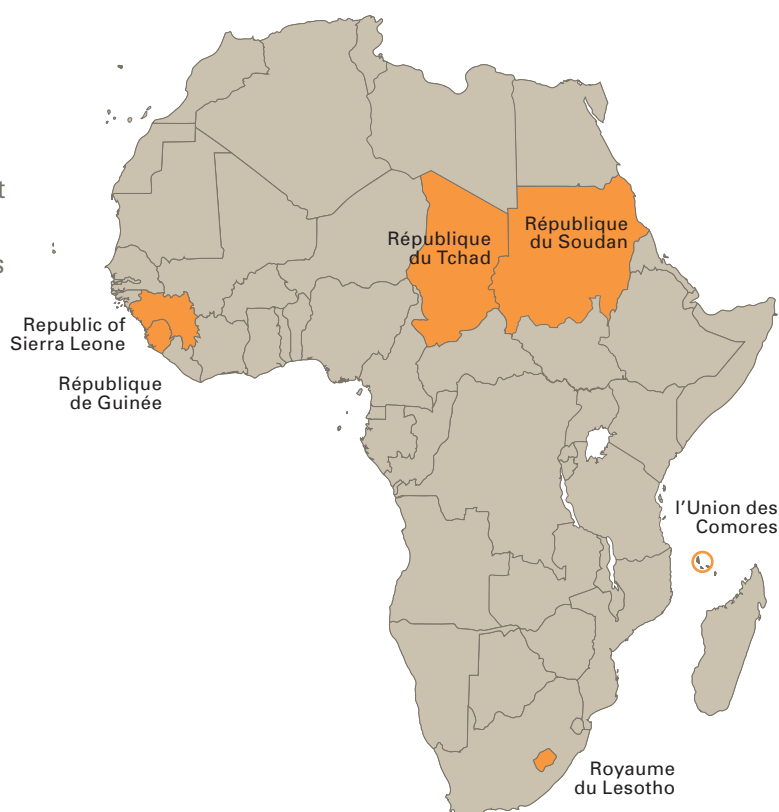 t
s
République
du Tchad
République
du Soudan
Republic of
Sierra Leone
République
de Guinée
l'Union des
Comores
Royaume
du Lesotho